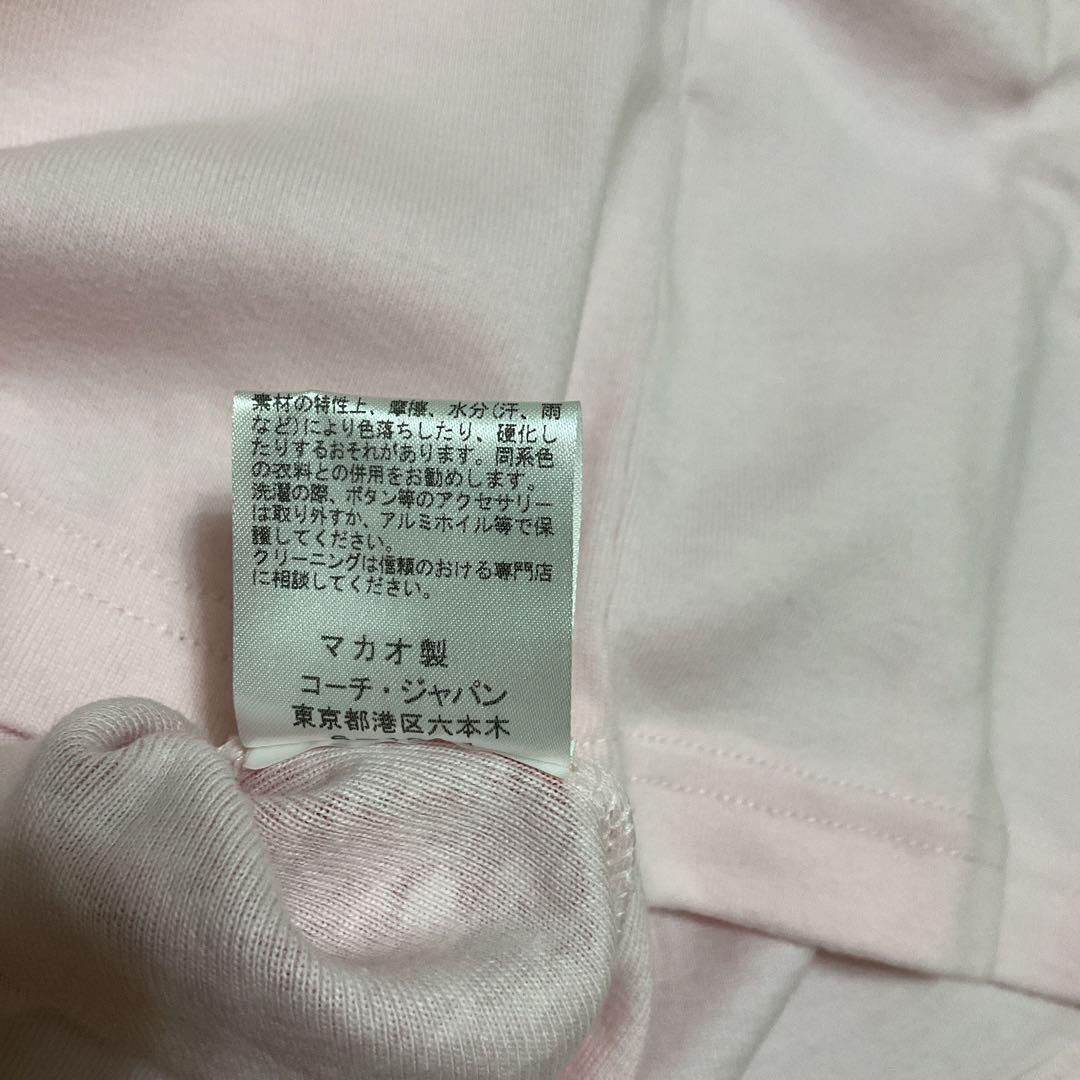 素材の特性上、摩擦、水分(汗、雨
など)により色落ちしたり、硬化し
たりするおそれがあります。同系色
の衣料との併用をお勧めします。
洗濯の際、ボタン等のアクセサリー
は取り外すか、アルミホイル等で保
護してください。
クリーニングは信頼のおける専門店
に相談してください。
マカオ製
コーチ・ジャパン
東京都港区六本木